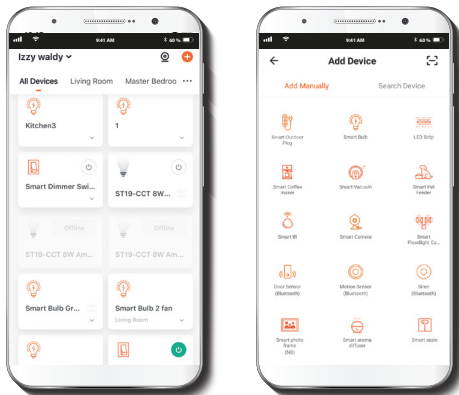 9:41 AM
60 %
Izzy waldy
All Devices Living Room Master Bedroo ...
Kitchen3
1
Smart Dimmer Swi...
ST19-CCT 8W...
Offline
Offline
ST19-CCT 8W Am...
ST19-CCT 8W Am...
Smart Bulb Gr...
Smart Bulb 2 fan
Living Room
9:41 AM
60 %
Add Device
Add Manually
Search Device
Smart Outdoor
Plug
Smart Bulb
LED Strip
Smart Coffee
maker
Smart Vacuum
Smart Pet
Feeder
Smart IR
Smart Camera
Smart
Floodlight Ca...
Door Sensor
(Bluetooth)
Motion Sensor
(Bluetooth)
Siren
(Bluetooth)
Smart photo
frame
Smart aroma
diffuser
Smart scale